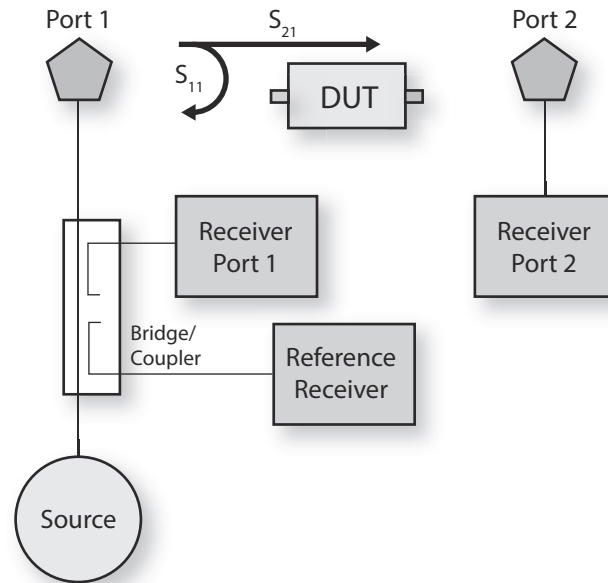 Port 1
S21
Port 2
S11
DUT
Receiver
Port 1
Receiver
Port 2
Bridge/
Coupler
Reference
Receiver
Source